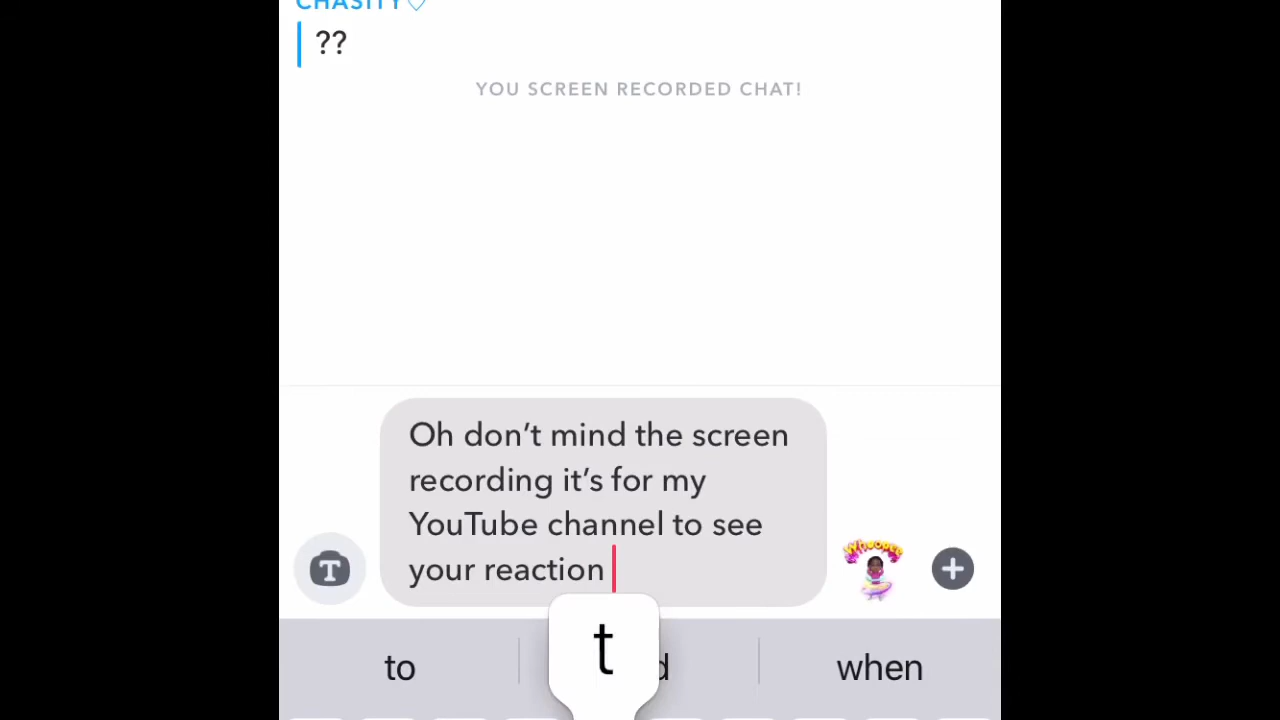 CHASITY♡
??
YOU SCREEN RECORDED CHAT!
Oh don't mind the screen
recording it's for my
YouTube channel to see
your reaction
T
Whoopee
+
to
t
d
when